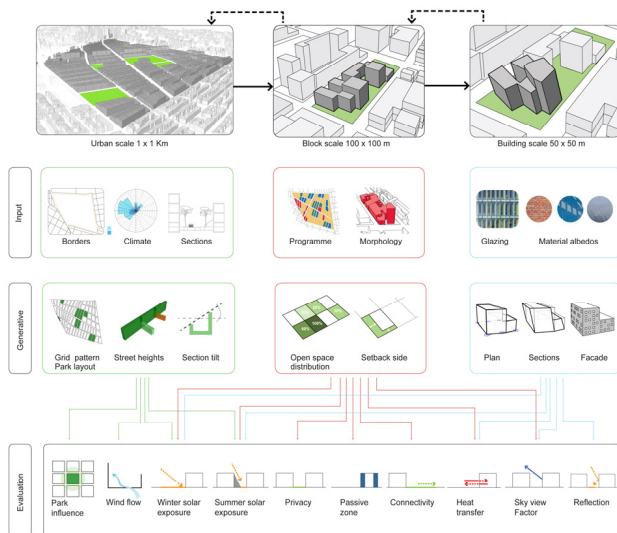 Urban scale 1 x 1 Km
Block scale 100 x 100 m
Building scale 50 x 50 m
Input
Borders
Climate
Sections
Programme
Morphology
Glazing
Material albedos
Generative
Grid pattern
Park layout
Street heights
Section tilt
100%
Open space
distribution
Setback side
Plan
Sections
Facade
Evaluation
Park
influence
Wind flow
Winter solar
exposure
Summer solar
exposure
Privacy
Passive
zone
Connectivity
Heat
transfer
Sky view
Factor
Reflection